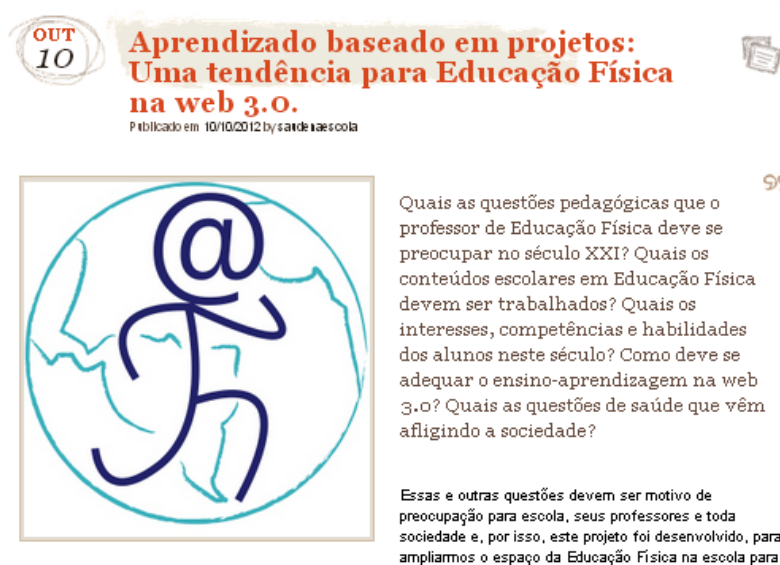 OUT
10
Aprendizado baseado em projetos:
Uma tendência para Educação Física
na web 3.0.
Publicado em 10/10/2012 by saudenaescola
@
Quais as questões pedagógicas que o
professor de Educação Física deve se
preocupar no século XXI? Quais os
conteúdos escolares em Educação Física
devem ser trabalhados? Quais os
interesses, competências e habilidades
dos alunos neste século? Como deve se
adequar o ensino-aprendizagem na web
3.0? Quais as questões de saúde que vêm
afligindo a sociedade?
Essas e outras questões devem ser motivo de
preocupação para escola, seus professores e toda
sociedade e, por isso, este projeto foi desenvolvido, para
ampliarmos o espaço da Educação Física na escola para